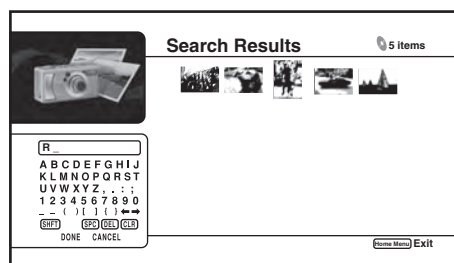 Search Results
5 items
R _
A B C D E F G H I J
K L M N O P Q R S T
U V W X Y Z , . : ;
1 2 3 4 5 6 7 8 9 0
_ – ( ) [ ] { } ⬅ ➡
SHFT SPC DEL CLR
DONE CANCEL
Home Menu Exit